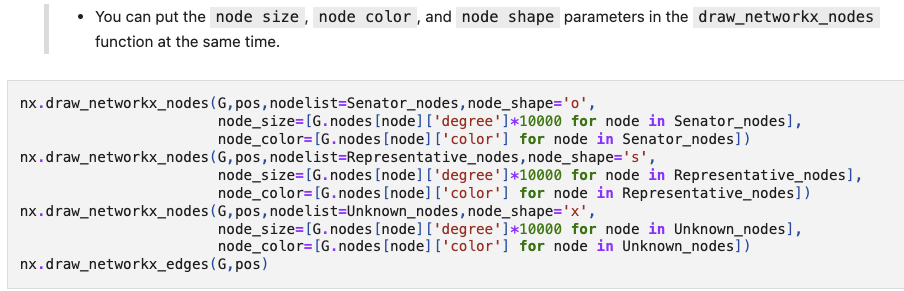 • You can put the node size , node color , and node shape parameters in the draw_networkx_nodes
function at the same time.
nx.draw_networkx_nodes(G,pos,nodelist=Senator_nodes,node_shape='o',
                       node_size=[G.nodes[node]['degree']*10000 for node in Senator_nodes],
                       node_color=[G.nodes[node]['color'] for node in Senator_nodes])
nx.draw_networkx_nodes(G,pos,nodelist=Representative_nodes,node_shape='s',
                       node_size=[G.nodes[node]['degree']*10000 for node in Representative_nodes],
                       node_color=[G.nodes[node]['color'] for node in Representative_nodes])
nx.draw_networkx_nodes(G,pos,nodelist=Unknown_nodes,node_shape='x',
                       node_size=[G.nodes[node]['degree']*10000 for node in Unknown_nodes],
                       node_color=[G.nodes[node]['color'] for node in Unknown_nodes])
nx.draw_networkx_edges(G,pos)